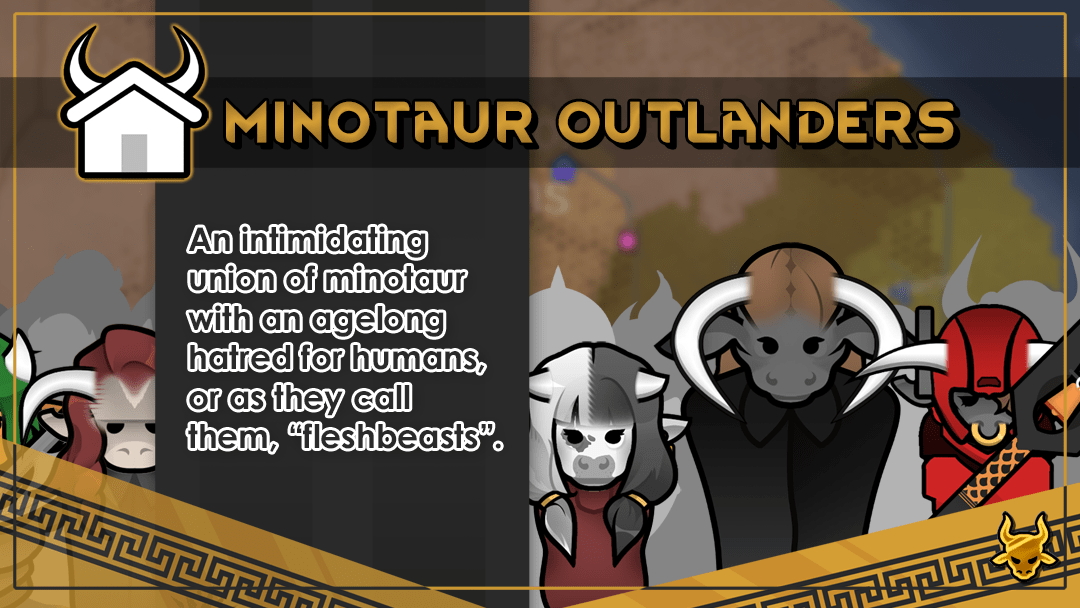 MINOTAUR OUTLANDERS
An intimidating
union of minotaur
with an agelong
hatred for humans,
or as they call
them, “fleshbeasts”.